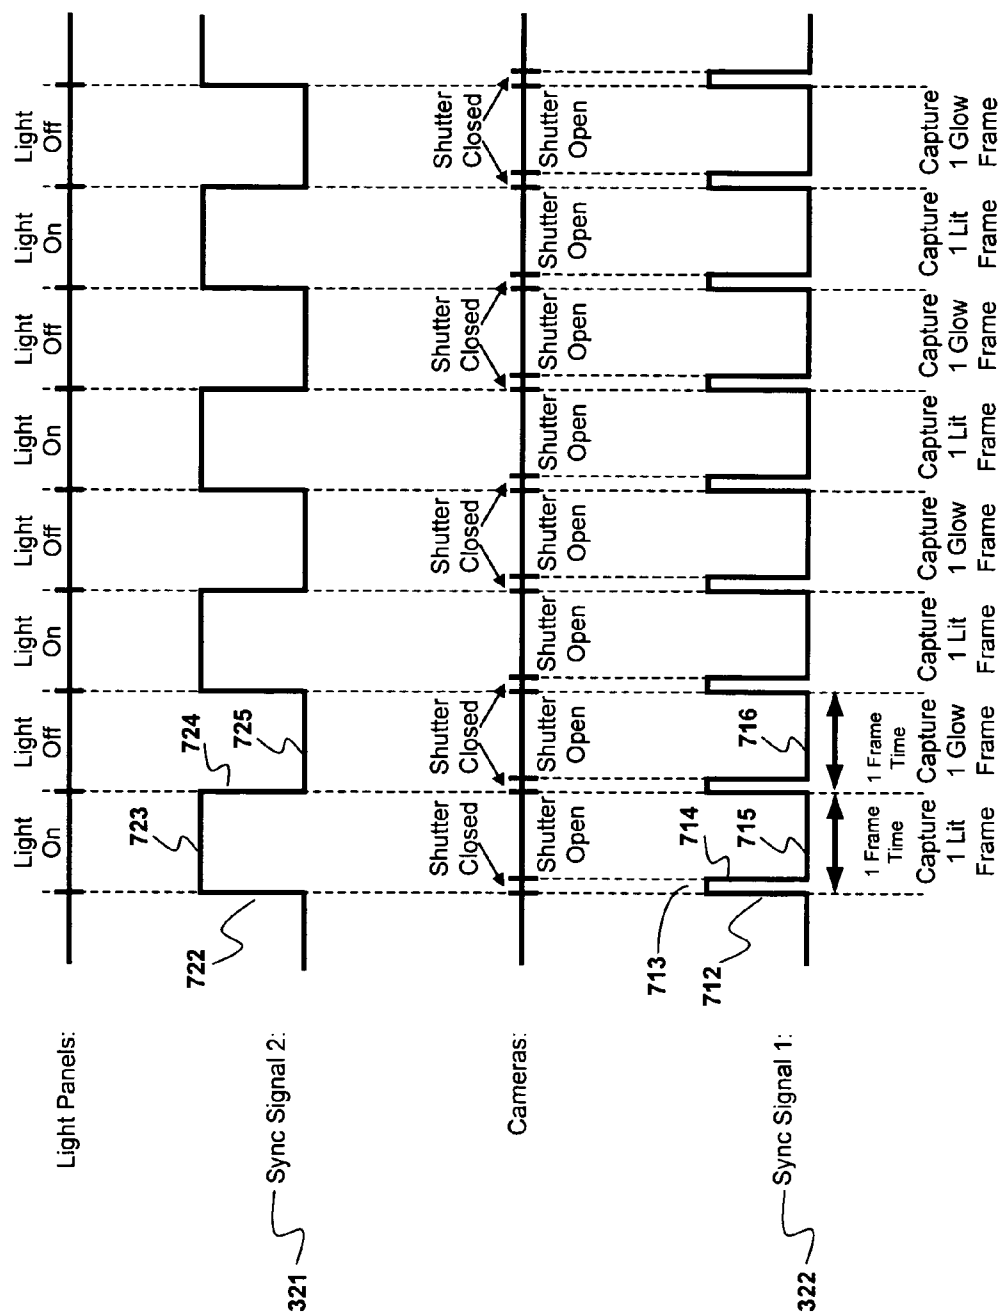 Light
On
Light
Off
Light
On
Light
Off
Light
On
Light
Off
Light
On
Light
Off
Light Panels:
722
723
724
725
321
Sync Signal 2:
Shutter
Closed
Shutter
Closed
Shutter
Closed
Shutter
Closed
Shutter
Closed
Cameras:
Shutter
Open
Shutter
Open
Shutter
Open
Shutter
Open
Shutter
Open
Shutter
Open
Shutter
Open
Shutter
Open
713
714
712
715
716
322
Sync Signal 1:
1 Frame
Time
1 Frame
Time
Capture
1 Lit
Frame
Capture
1 Glow
Frame
Capture
1 Lit
Frame
Capture
1 Glow
Frame
Capture
1 Lit
Frame
Capture
1 Glow
Frame
Capture
1 Lit
Frame
Capture
1 Glow
Frame